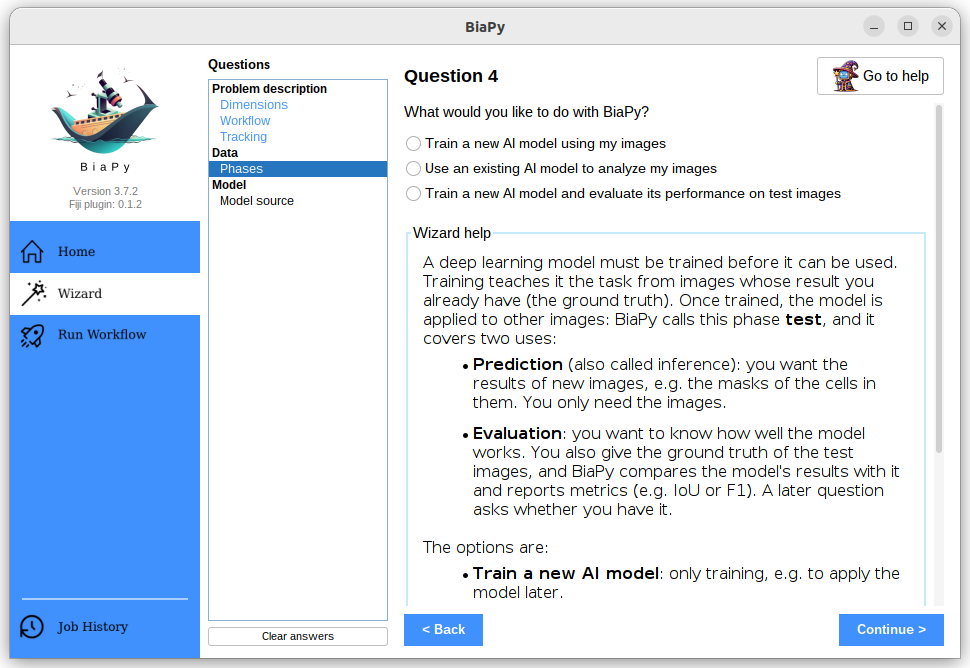 BiaPy
BiaPy
Version 3.7.2
Fiji plugin: 0.1.2
Home
Wizard
Run Workflow
Job History
Questions
Problem description
Dimensions
Workflow
Tracking
Data
Phases
Model
Model source
Clear answers
Question 4
Go to help
What would you like to do with BiaPy?
Train a new AI model using my images
Use an existing AI model to analyze my images
Train a new AI model and evaluate its performance on test images
Wizard help
A deep learning model must be trained before it can be used.
Training teaches it the task from images whose result you
already have (the ground truth). Once trained, the model is
applied to other images: BiaPy calls this phase test, and it
covers two uses:
• Prediction (also called inference): you want the
results of new images, e.g. the masks of the cells in
them. You only need the images.
• Evaluation: you want to know how well the model
works. You also give the ground truth of the test
images, and BiaPy compares the model's results with it
and reports metrics (e.g. IoU or F1). A later question
asks whether you have it.
The options are:
• Train a new AI model: only training, e.g. to apply the
model later.
< Back
Continue >